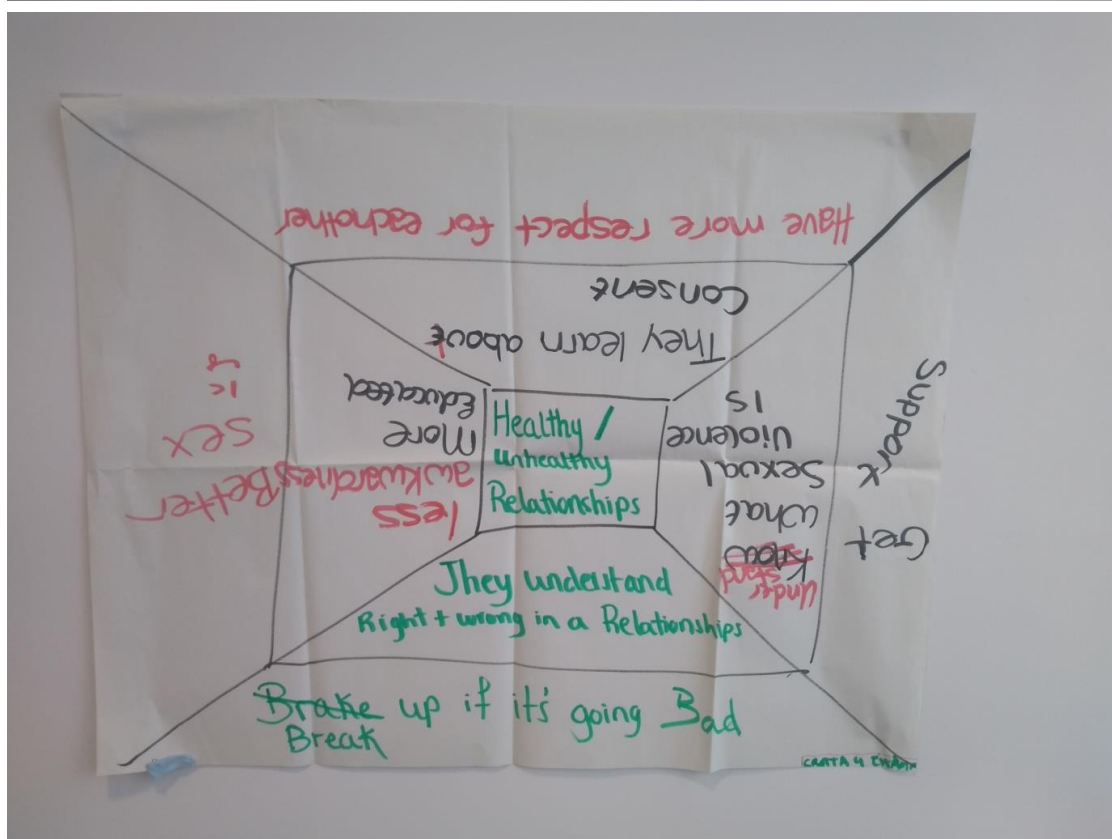 Healthy /
unhealthy
Relationships
They understand
Right + wrong in a Relationships
Brake up if it's going Bad
Break
They learn about
Consent
Have more respect for eachother
less
awkwardness
More
Educated
Better
sex
Know
Under
stand
what
Sexual
violence
is
Get
Support